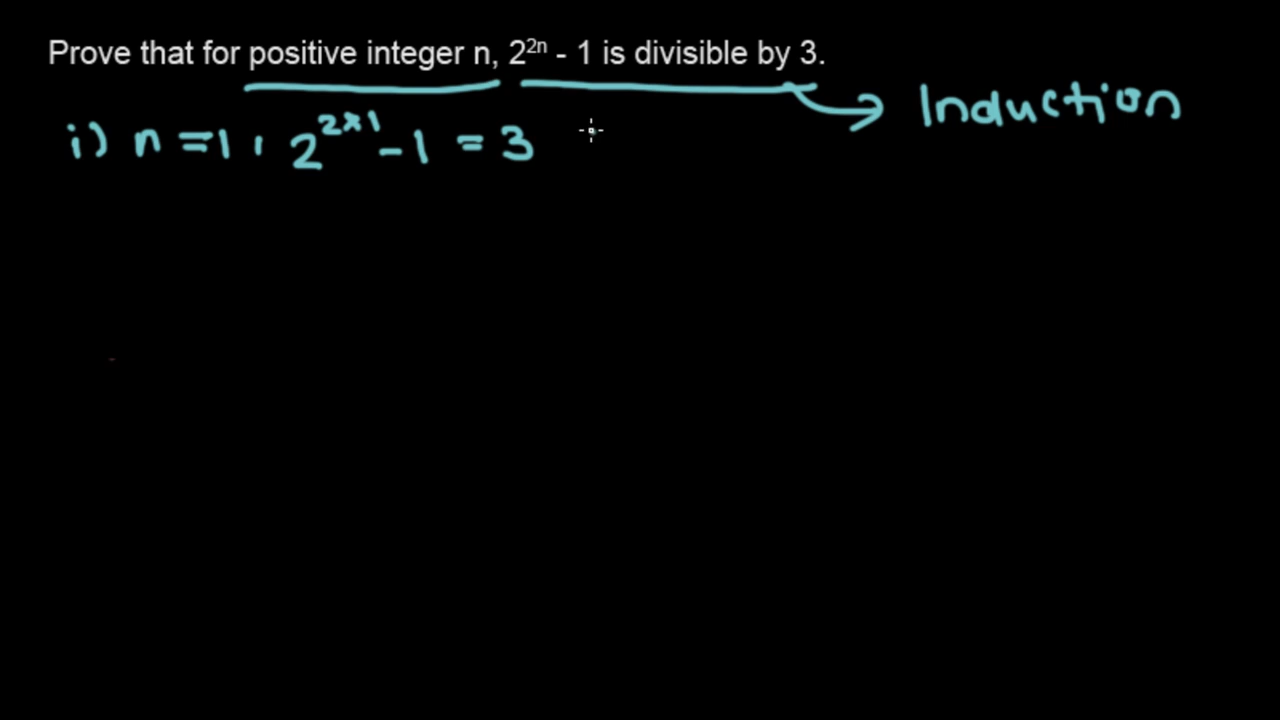 Prove that for positive integer n, 2²ⁿ - 1 is divisible by 3.
Induction
i) n = 1 , 2²ˣ¹ - 1 = 3